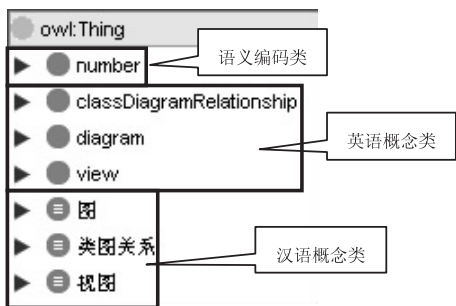 owl:Thing
number
语义编码类
classDiagramRelationship
diagram
英语概念类
view
图
类图关系
汉语概念类
视图